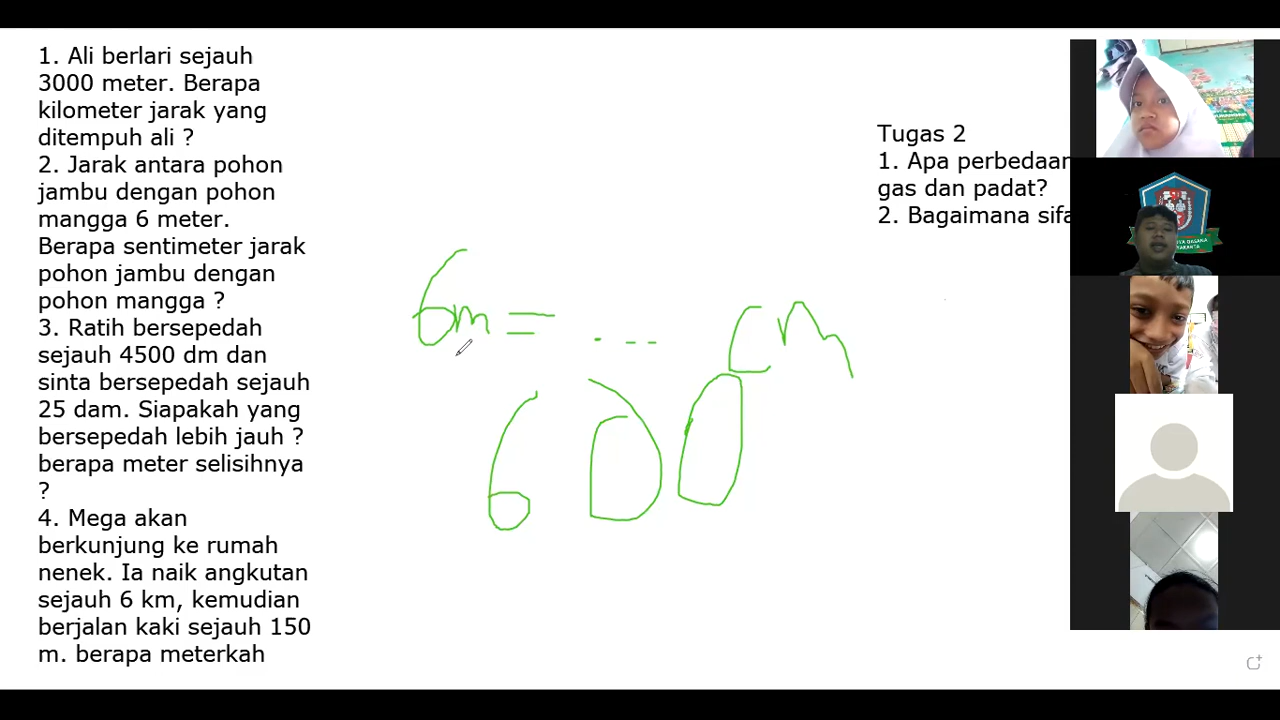 1. Ali berlari sejauh
3000 meter. Berapa
kilometer jarak yang
ditempuh ali ?
2. Jarak antara pohon
jambu dengan pohon
mangga 6 meter.
Berapa sentimeter jarak
pohon jambu dengan
pohon mangga ?
3. Ratih bersepedah
sejauh 4500 dm dan
sinta bersepedah sejauh
25 dam. Siapakah yang
bersepedah lebih jauh ?
berapa meter selisihnya
?
4. Mega akan
berkunjung ke rumah
nenek. Ia naik angkutan
sejauh 6 km, kemudian
berjalan kaki sejauh 150
m. berapa meterkah
6m = ... cm
600
Tugas 2
1. Apa perbedaan
gas dan padat?
2. Bagaimana sifa